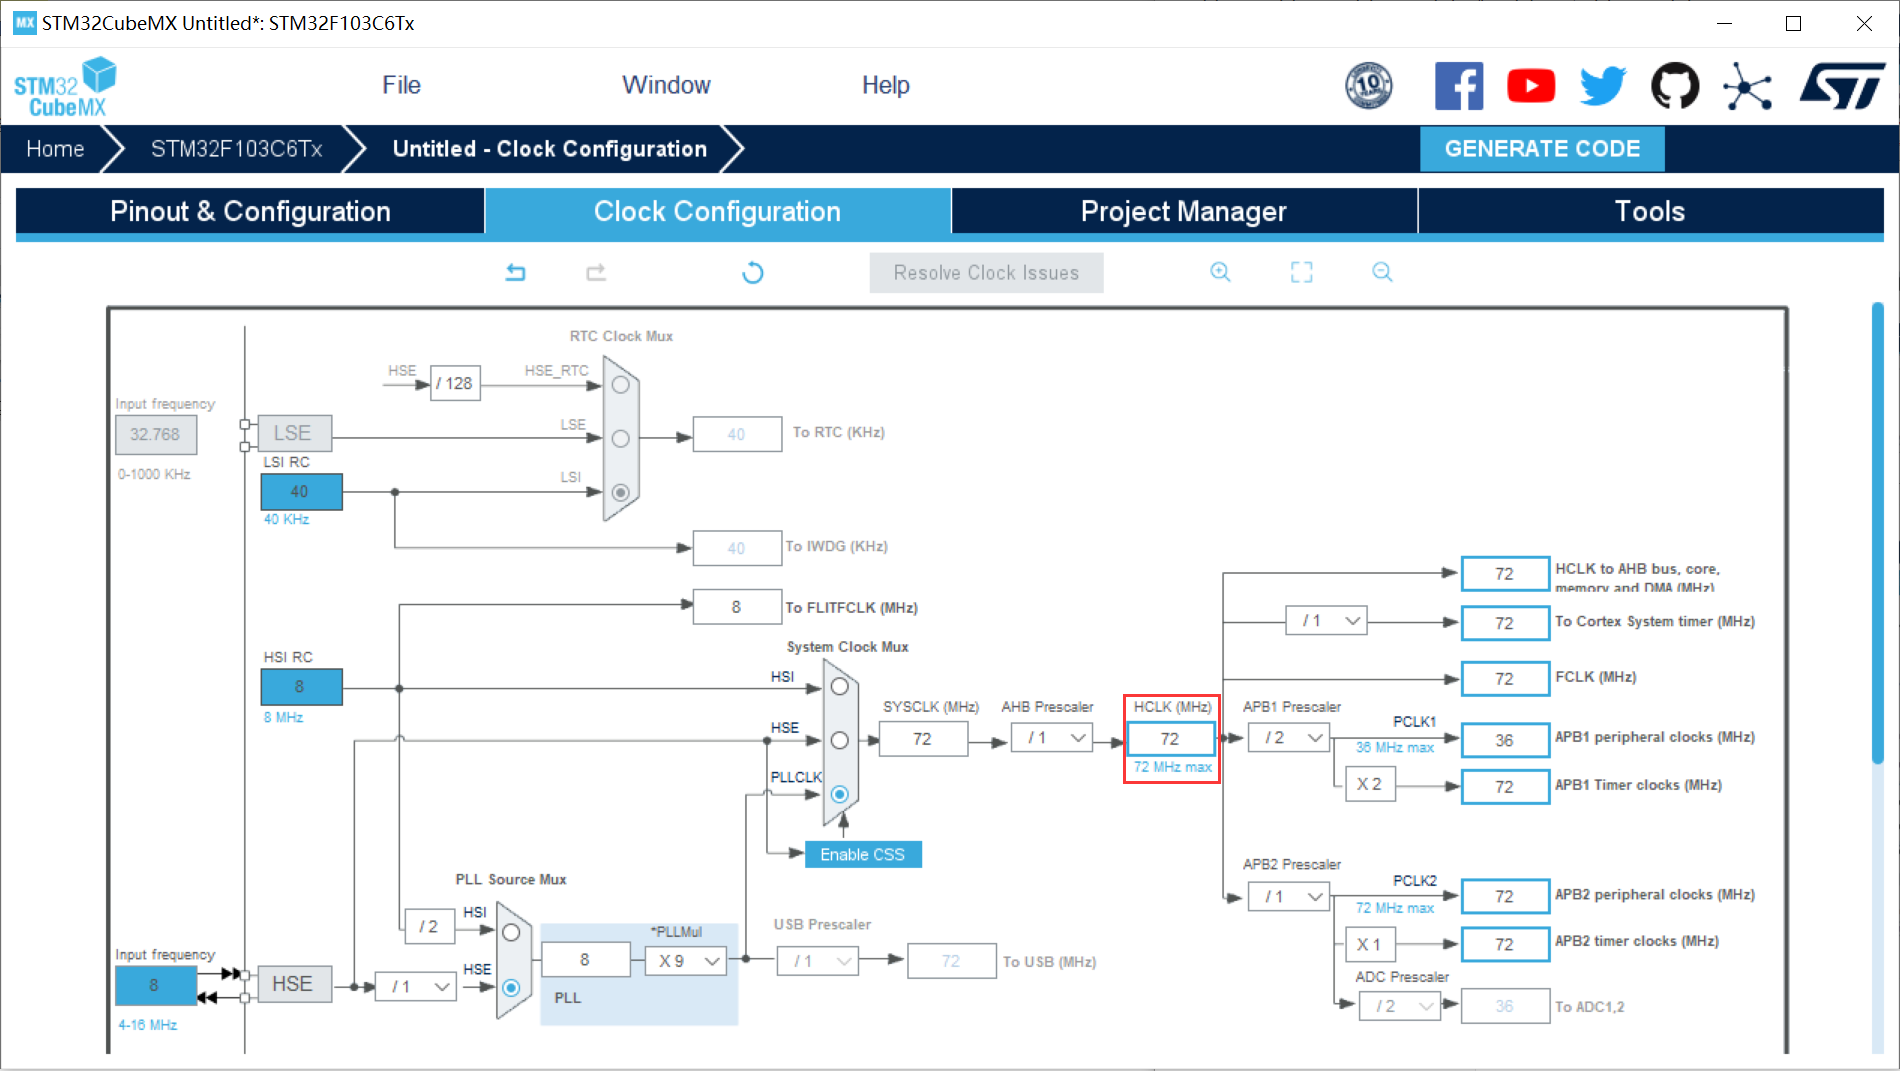 MX STM32CubeMX Untitled*: STM32F103C6Tx
STM32
CubeMX
File
Window
Help
10
YEARS
Home
STM32F103C6Tx
Untitled - Clock Configuration
GENERATE CODE
Pinout & Configuration
Clock Configuration
Project Manager
Tools
Resolve Clock Issues
RTC Clock Mux
HSE
/ 128
HSE_RTC
Input frequency
32.768
0-1000 KHz
LSE
LSE
40
To RTC (KHz)
LSI RC
40
40 KHz
LSI
40
To IWDG (KHz)
8
To FLITFCLK (MHz)
HSI RC
8
8 MHz
System Clock Mux
HSI
HSE
PLLCLK
SYSCLK (MHz)
72
AHB Prescaler
/ 1
HCLK (MHz)
72
72 MHz max
Enable CSS
72
HCLK to AHB bus, core,
memory and DMA (MHz)
/ 1
72
To Cortex System timer (MHz)
72
FCLK (MHz)
APB1 Prescaler
/ 2
PCLK1
36 MHz max
36
APB1 peripheral clocks (MHz)
X 2
72
APB1 Timer clocks (MHz)
APB2 Prescaler
/ 1
PCLK2
72 MHz max
72
APB2 peripheral clocks (MHz)
X 1
72
APB2 timer clocks (MHz)
ADC Prescaler
/ 2
36
To ADC1,2
PLL Source Mux
/ 2
HSI
Input frequency
8
4-16 MHz
HSE
/ 1
HSE
8
*PLLMul
X 9
PLL
USB Prescaler
/ 1
72
To USB (MHz)